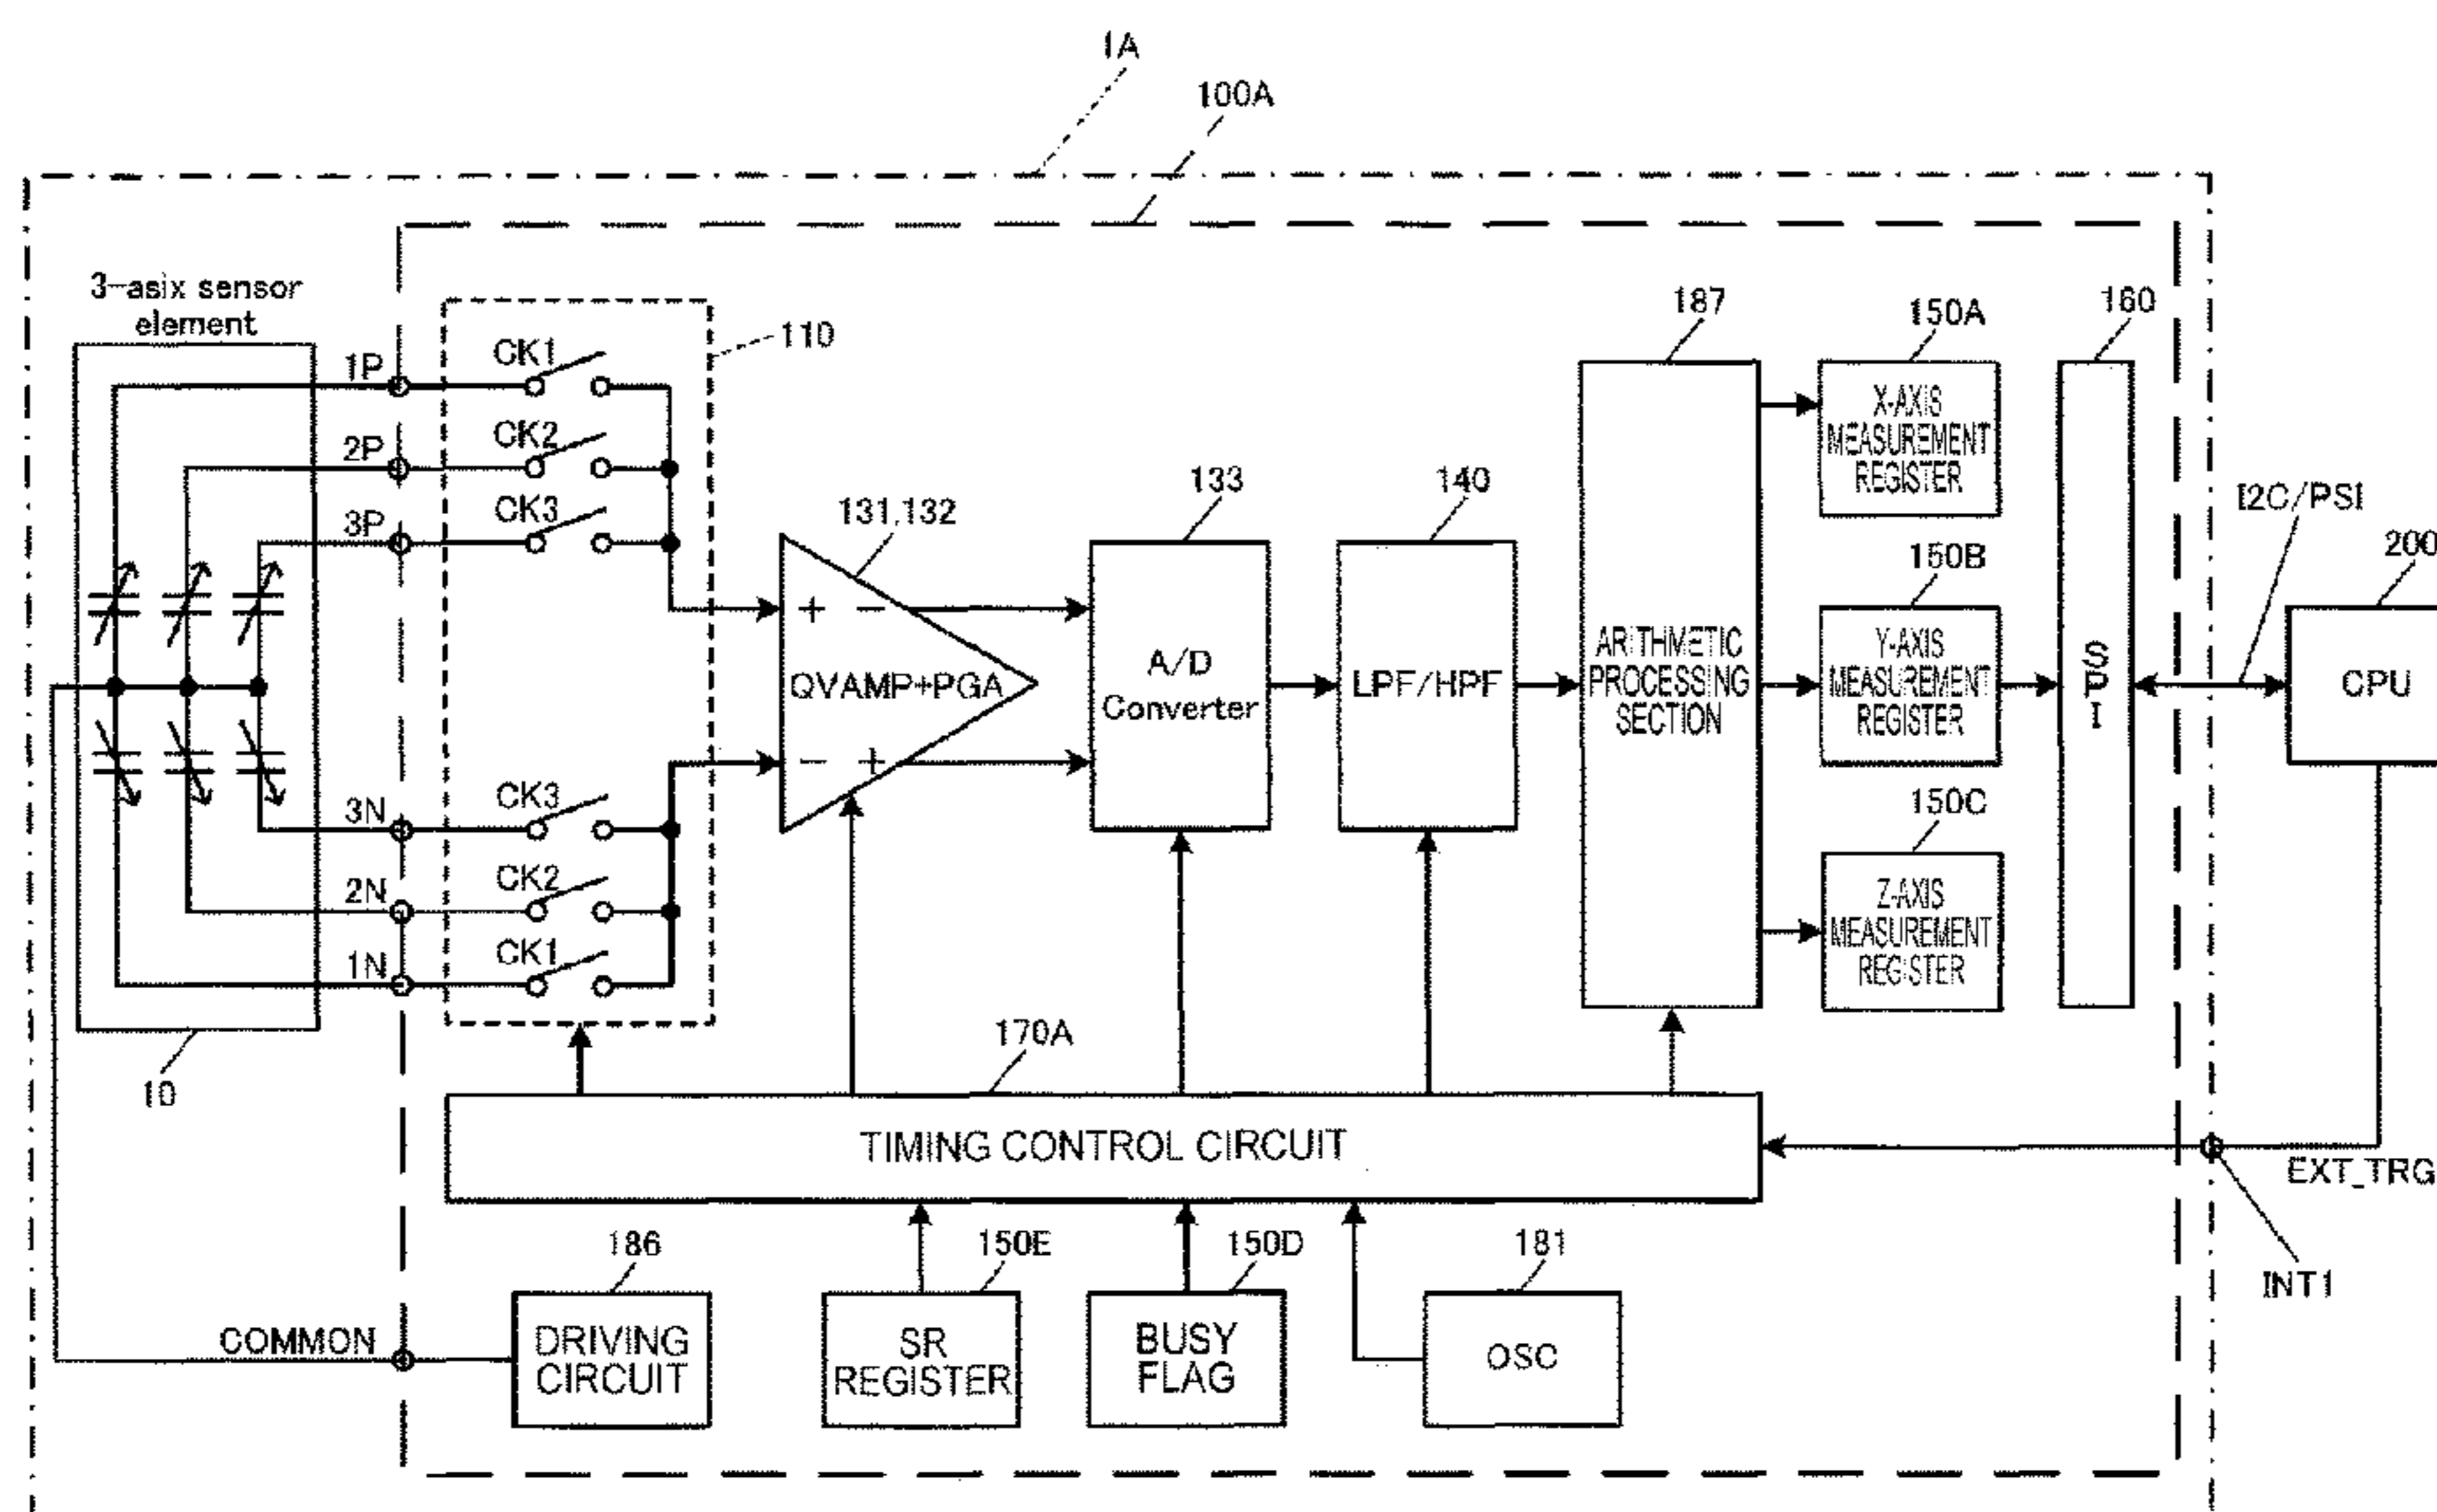 1A
100A
3-asix sensor
element
1P
2P
3P
3N
2N
1N
10
CK1
CK2
CK3
CK3
CK2
CK1
110
131,132
+ −
QVAMP+PGA
− +
133
A/D
Converter
140
LPF/HPF
187
ARITHMETIC
PROCESSING
SECTION
150A
X-AXIS
MEASUREMENT
REGISTER
150B
Y-AXIS
MEASUREMENT
REGISTER
150C
Z-AXIS
MEASUREMENT
REGISTER
160
S
P
I
I2C/PSI
200
CPU
170A
TIMING CONTROL CIRCUIT
EXT_TRG
INT1
COMMON
186
DRIVING
CIRCUIT
150E
SR
REGISTER
150D
BUSY
FLAG
181
OSC